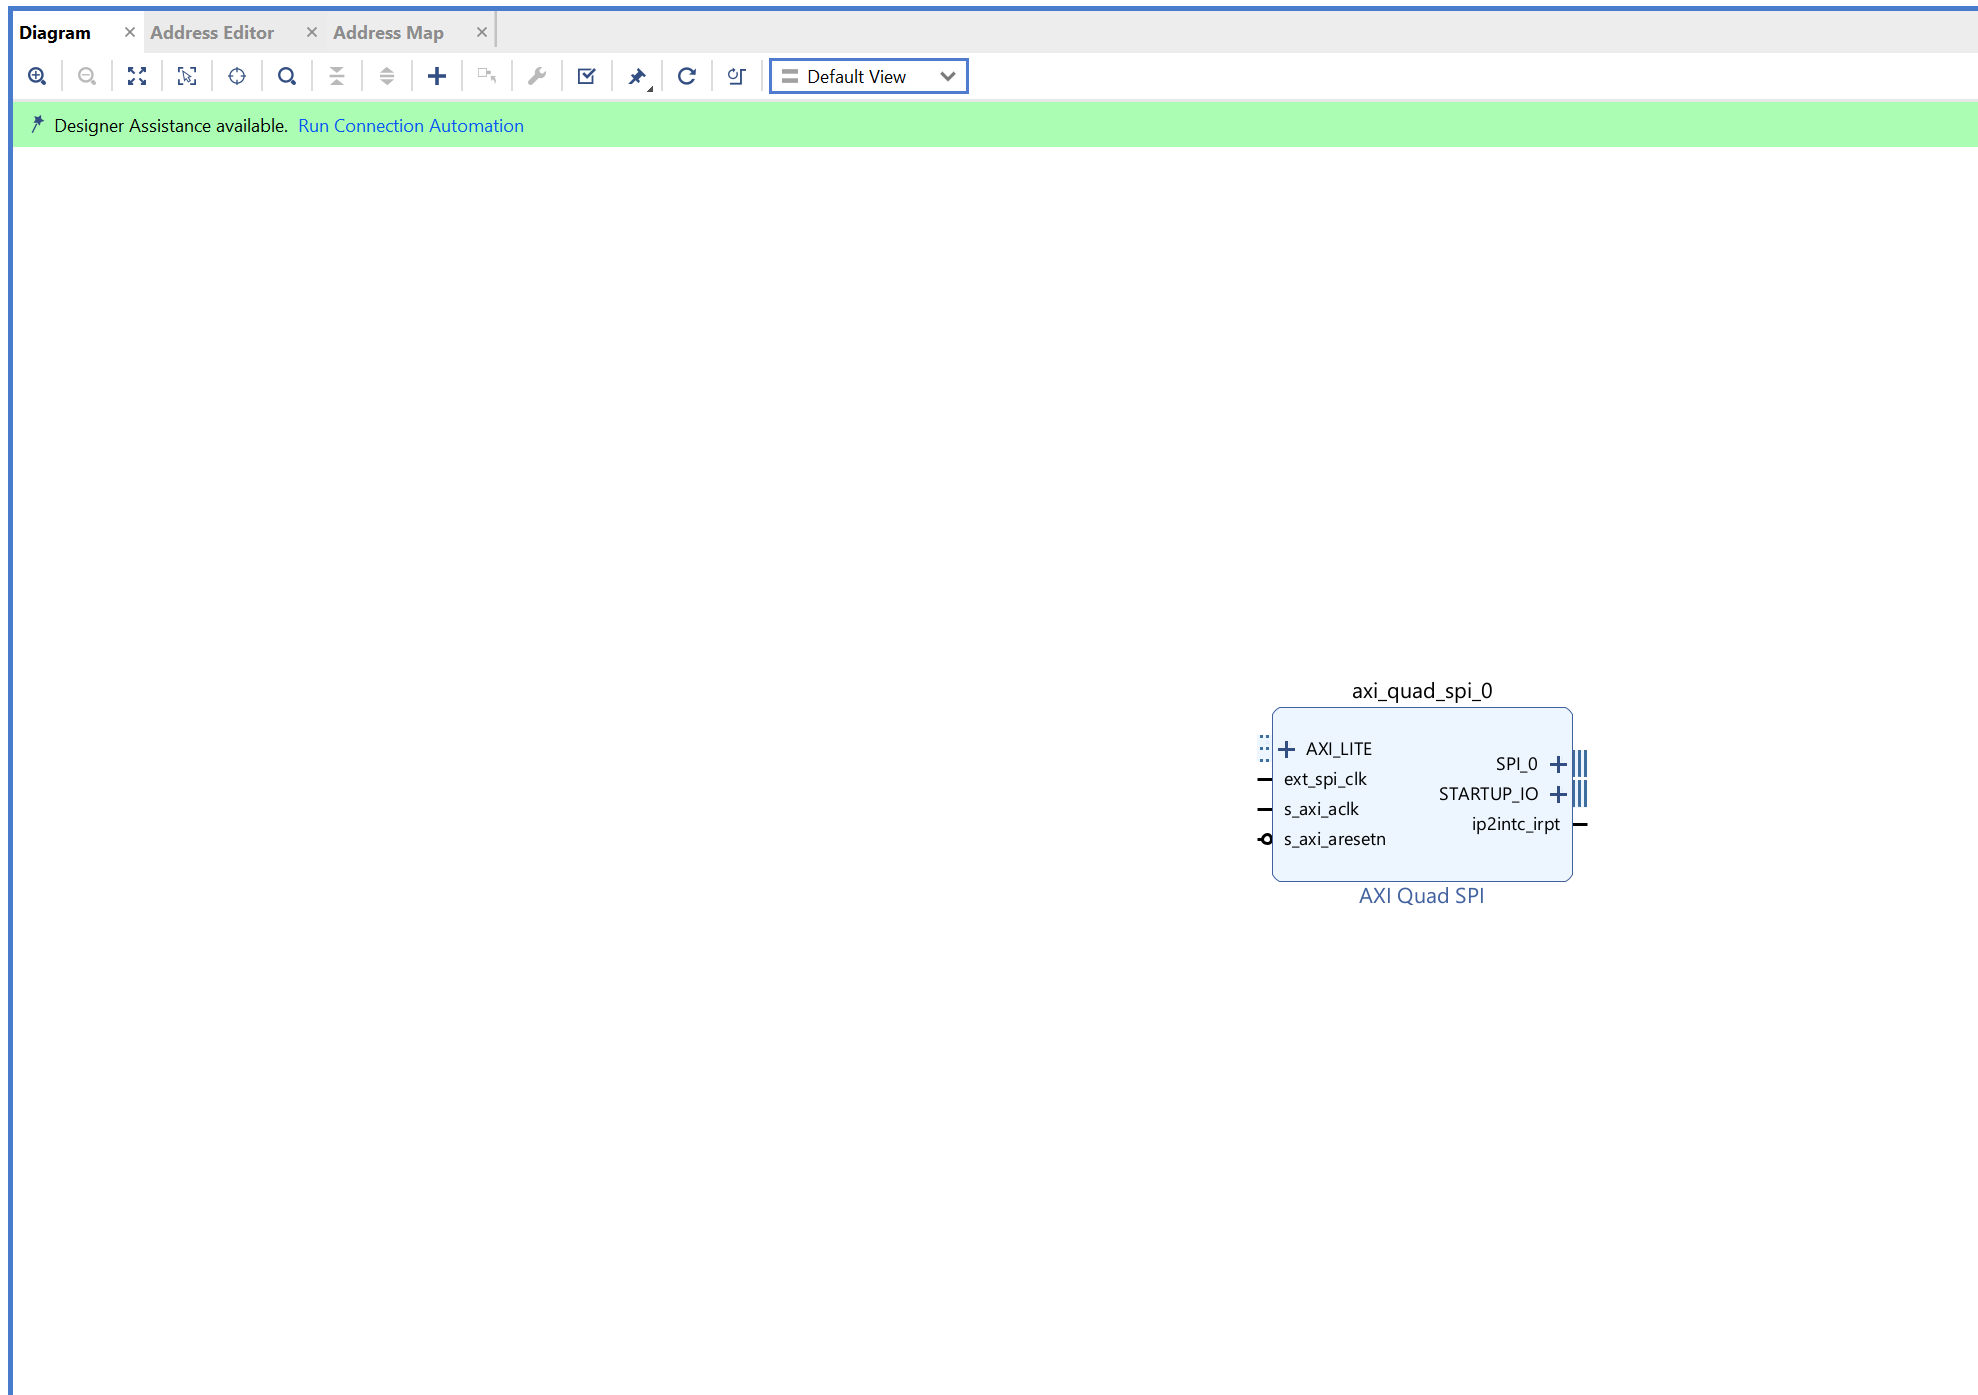 Diagram
Address Editor
Address Map
Default View
Designer Assistance available. Run Connection Automation
axi_quad_spi_0
AXI_LITE
ext_spi_clk
s_axi_aclk
s_axi_aresetn
SPI_0
STARTUP_IO
ip2intc_irpt
AXI Quad SPI